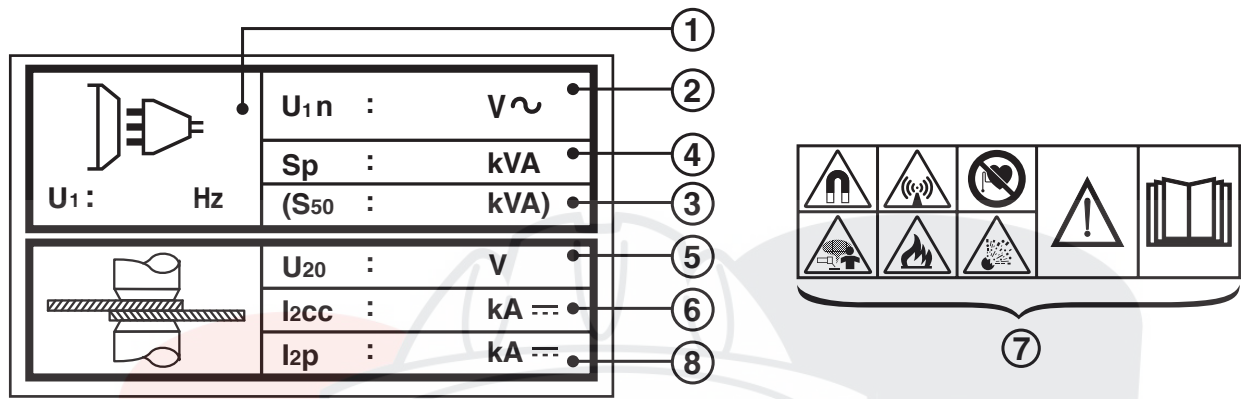 1
U1n : V~
2
Sp : kVA
4
U1: Hz
(S50 : kVA)
3
U20 : V
5
I2cc : kA
6
I2p : kA
8
7